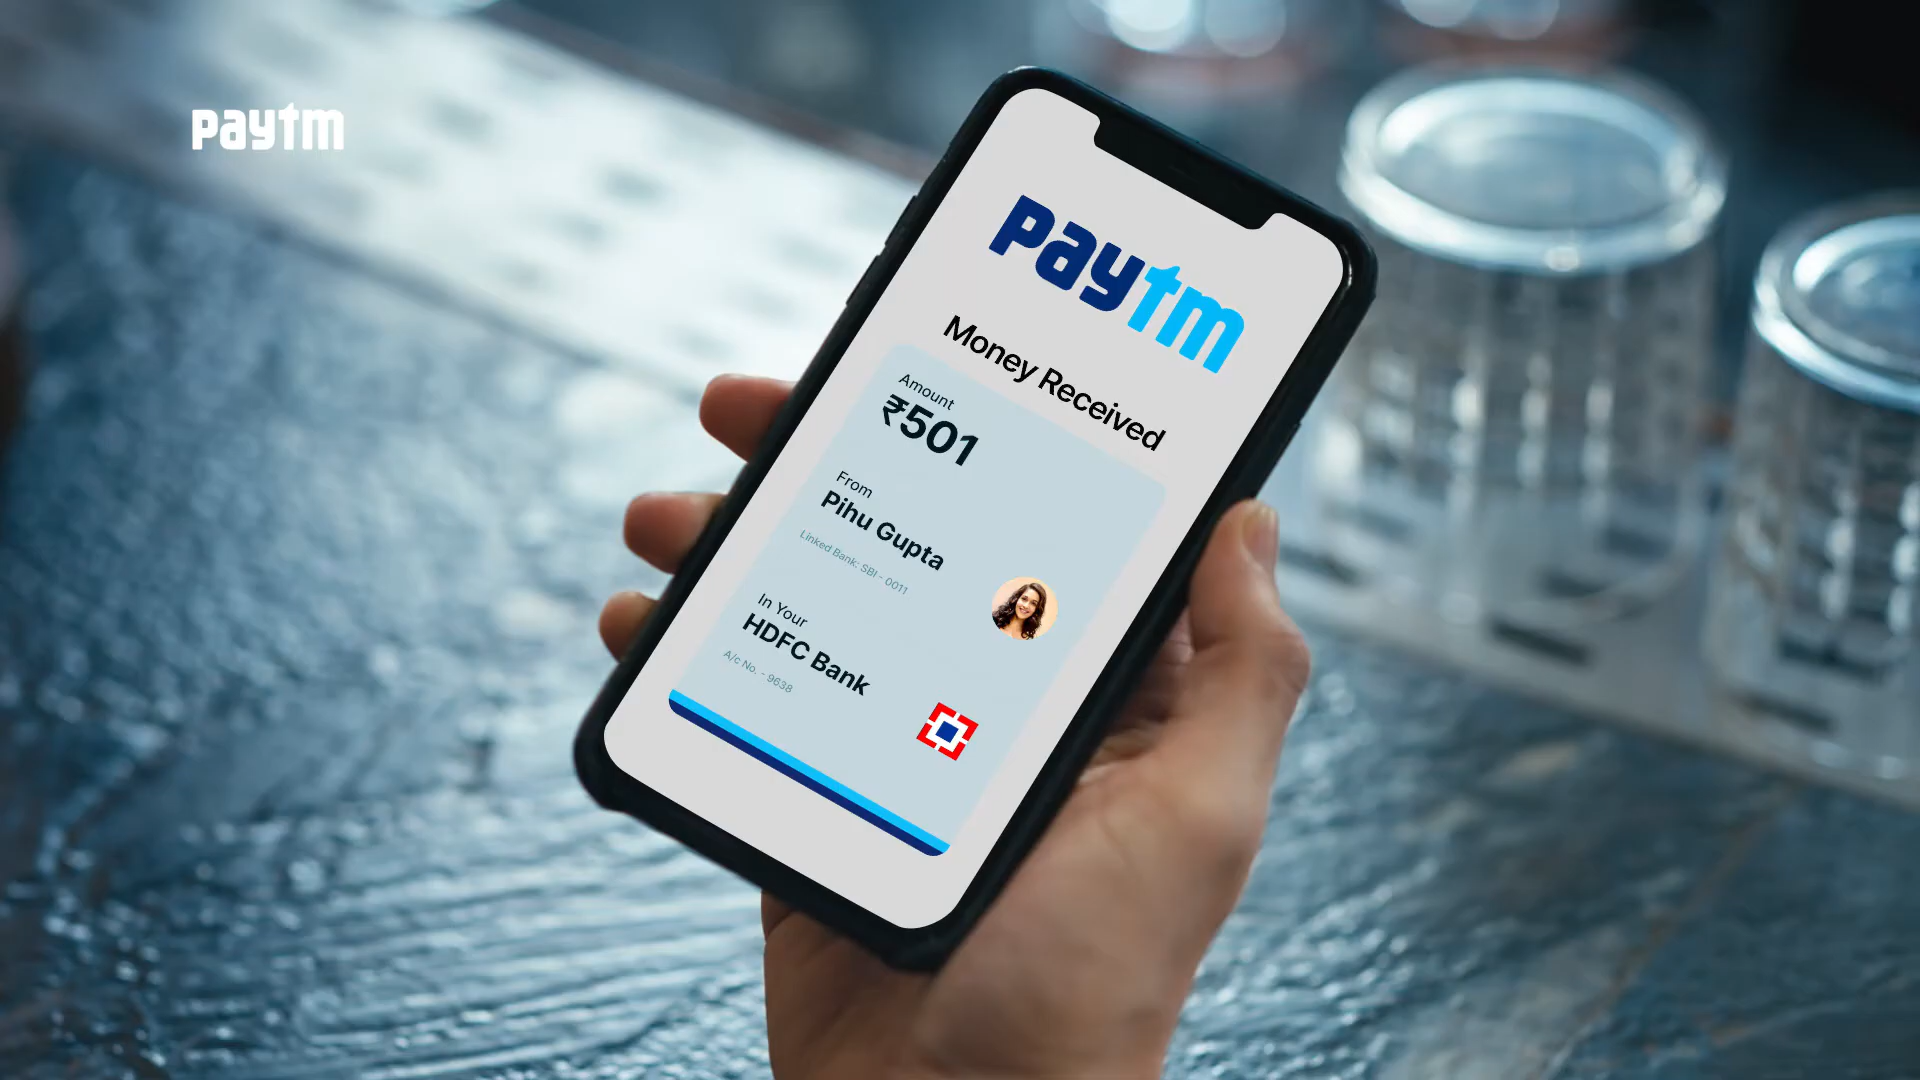 paytm
paytm
Money Received
Amount
₹501
From
Pihu Gupta
Linked Bank: SBI - 0011
In Your
HDFC Bank
A/c No. - 9638